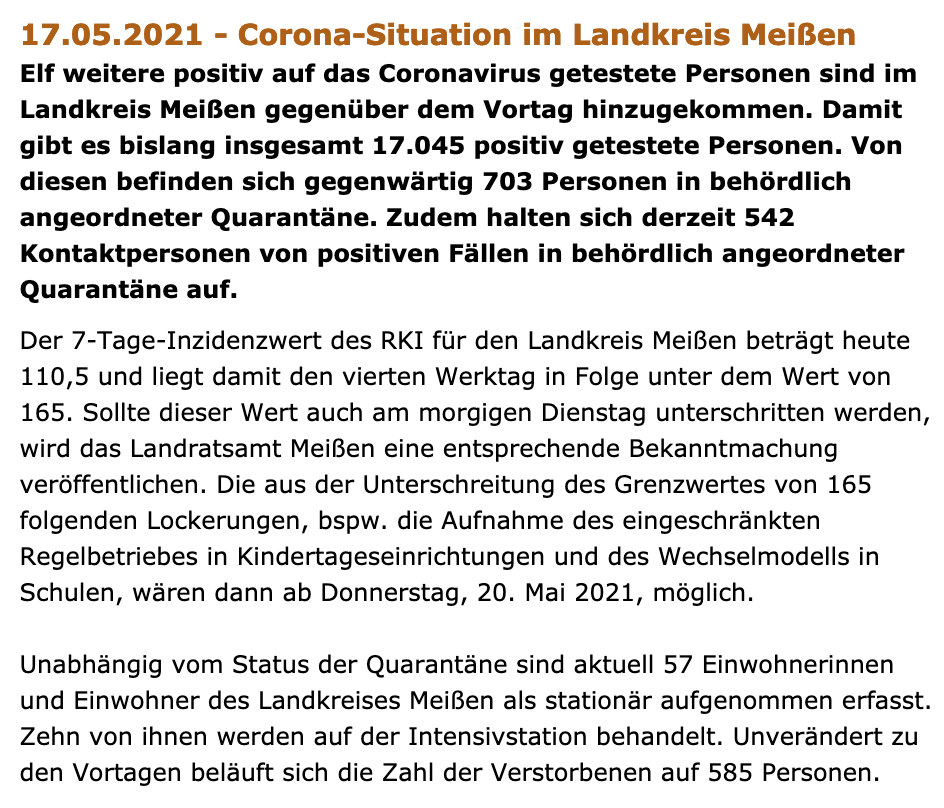 17.05.2021 - Corona-Situation im Landkreis Meißen
Elf weitere positiv auf das Coronavirus getestete Personen sind im
Landkreis Meißen gegenüber dem Vortag hinzugekommen. Damit
gibt es bislang insgesamt 17.045 positiv getestete Personen. Von
diesen befinden sich gegenwärtig 703 Personen in behördlich
angeordneter Quarantäne. Zudem halten sich derzeit 542
Kontaktpersonen von positiven Fällen in behördlich angeordneter
Quarantäne auf.
Der 7-Tage-Inzidenzwert des RKI für den Landkreis Meißen beträgt heute
110,5 und liegt damit den vierten Werktag in Folge unter dem Wert von
165. Sollte dieser Wert auch am morgigen Dienstag unterschritten werden,
wird das Landratsamt Meißen eine entsprechende Bekanntmachung
veröffentlichen. Die aus der Unterschreitung des Grenzwertes von 165
folgenden Lockerungen, bspw. die Aufnahme des eingeschränkten
Regelbetriebes in Kindertageseinrichtungen und des Wechselmodells in
Schulen, wären dann ab Donnerstag, 20. Mai 2021, möglich.
Unabhängig vom Status der Quarantäne sind aktuell 57 Einwohnerinnen
und Einwohner des Landkreises Meißen als stationär aufgenommen erfasst.
Zehn von ihnen werden auf der Intensivstation behandelt. Unverändert zu
den Vortagen beläuft sich die Zahl der Verstorbenen auf 585 Personen.